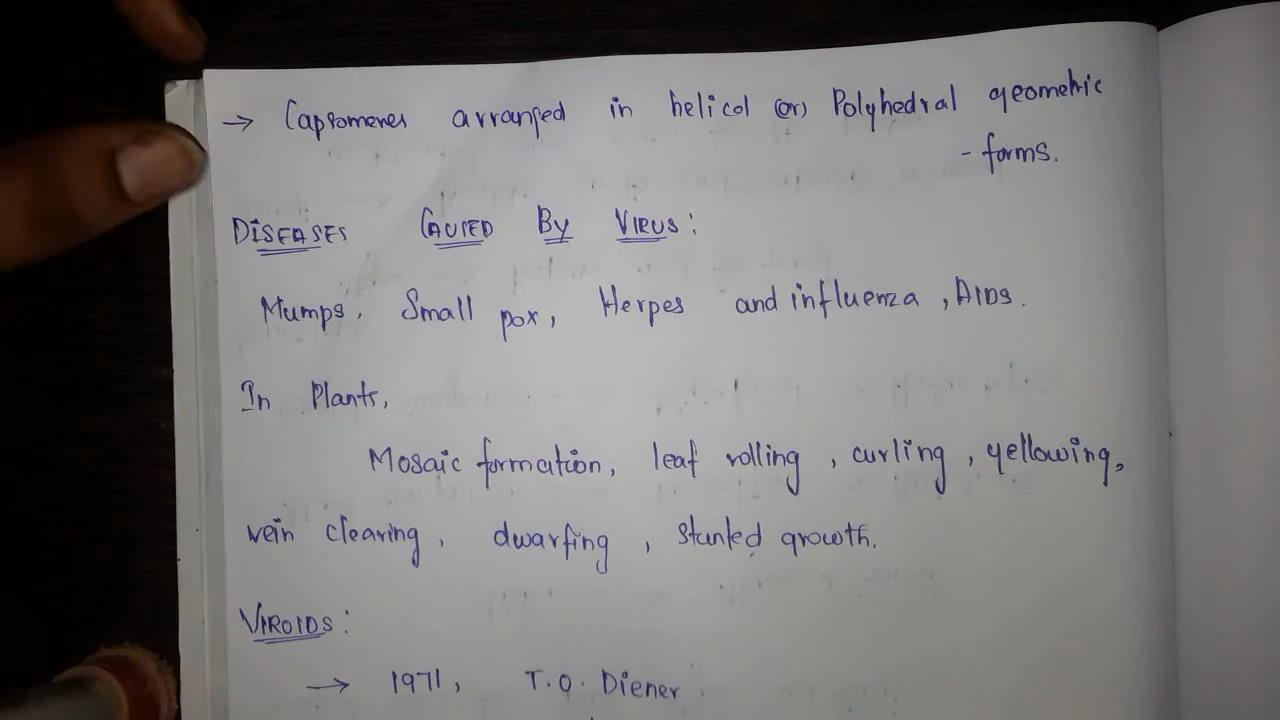 → Capsomeres arranged in helical (or) Polyhedral geometric
- forms.
DISEASES CAUSED BY VIRUS:
Mumps, Small pox, Herpes and influenza, AIDS.
In Plants,
Mosaic formation, leaf rolling, curling, yellowing,
vein clearing, dwarfing, stunted growth.
VIROIDS:
→ 1971, T.O. Diener